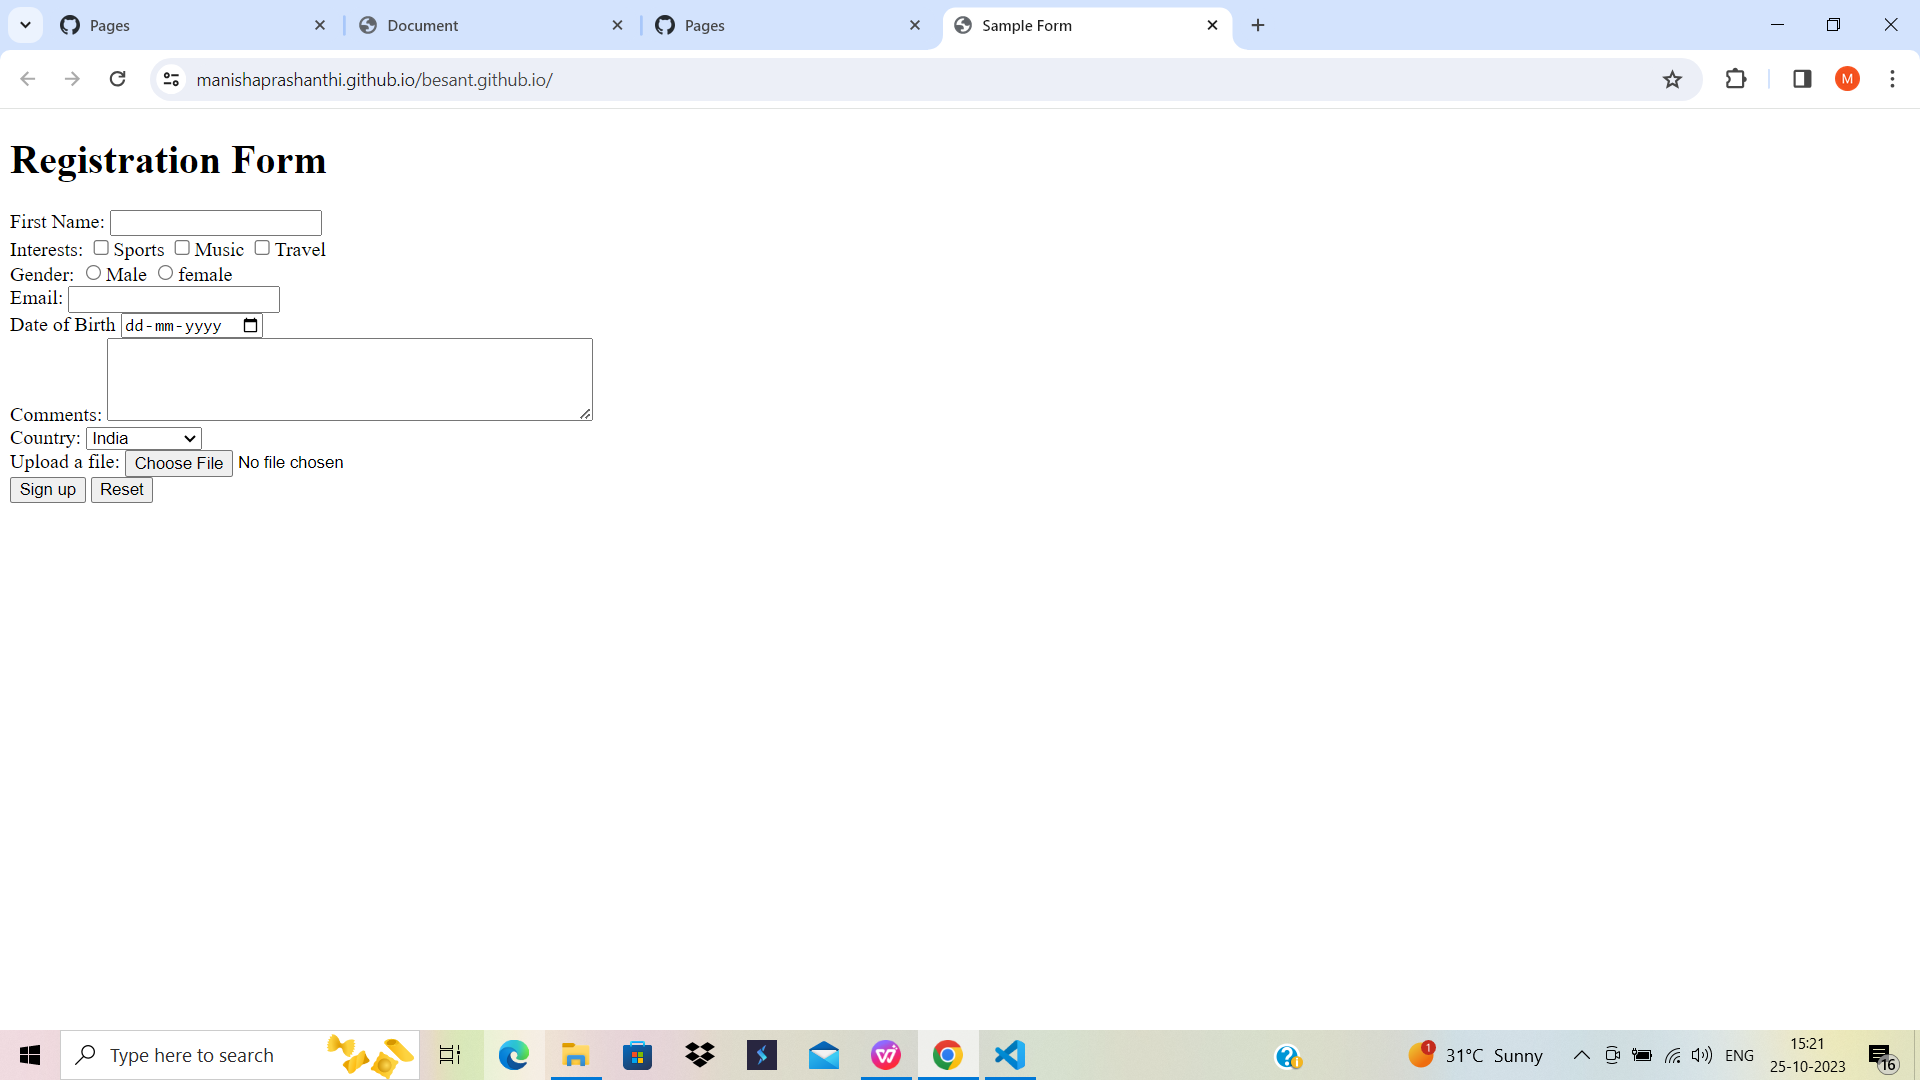 Pages
Document
Pages
Sample Form
manishaprashanthi.github.io/besant.github.io/
M
Registration Form
First Name:
Interests: Sports Music Travel
Gender: Male female
Email:
Date of Birth dd-mm-yyyy
Comments:
Country: India
Upload a file: Choose File No file chosen
Sign up Reset
Type here to search
1
31°C Sunny
ENG
15:21
25-10-2023
16